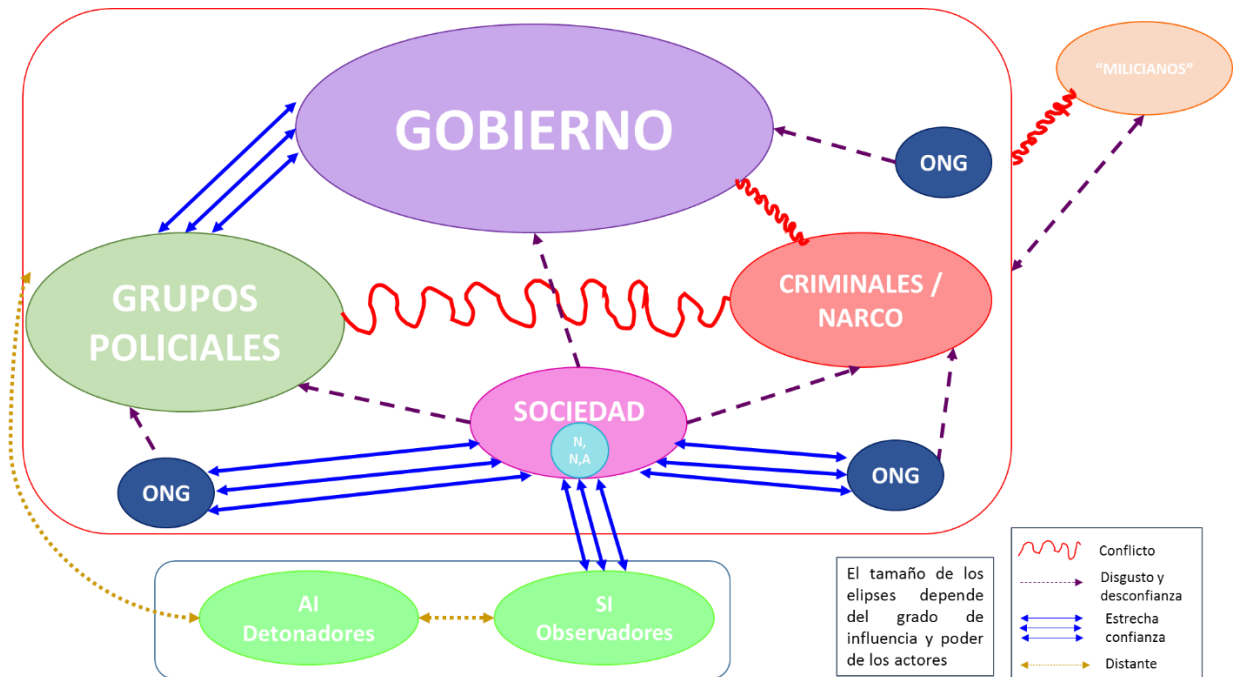 GOBIERNO
"MILICIANOS"
ONG
GRUPOS
POLICIALES
CRIMINALES /
NARCO
SOCIEDAD
N,
N,A
ONG
ONG
AI
Detonadores
SI
Observadores
El tamaño de los
elipses depende
del grado de
influencia y poder
de los actores
Conflicto
Disgusto y
desconfianza
Estrecha
confianza
Distante